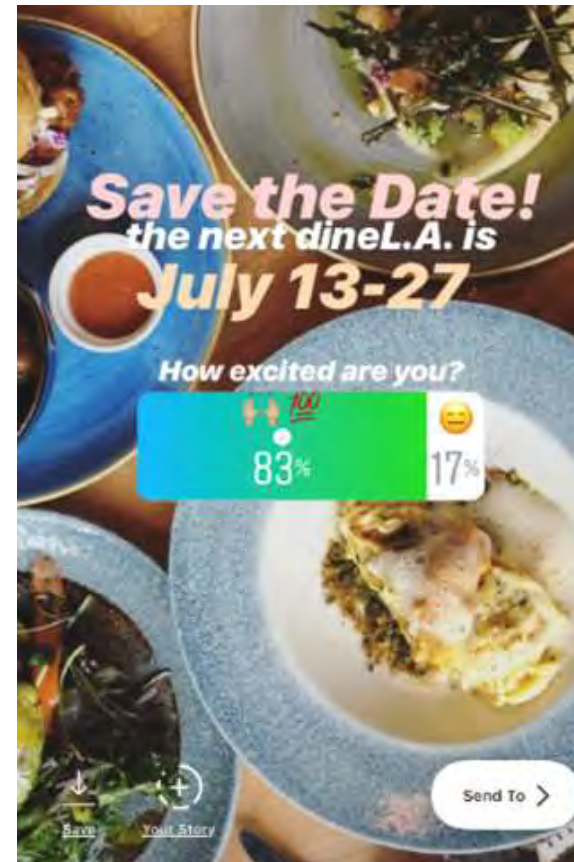 Save the Date!
the next dineL.A. is
July 13-27
How excited are you?
🙌💯
😑
83%
17%
Save
Your Story
Send To